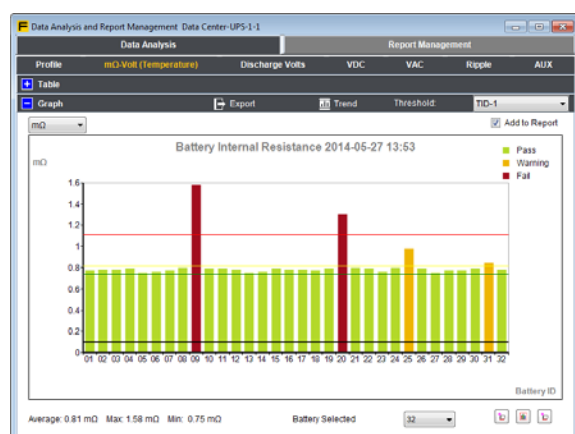 Data Analysis and Report Management Data Center-UPS-1-1
Data Analysis Report Management
Profile mΩ-Volt (Temperature) Discharge Volts VDC VAC Ripple AUX
Table
Graph Export Trend Threshold: TID-1
mΩ Add to Report
Battery Internal Resistance 2014-05-27 13:53
mΩ
Pass
Warning
Fail
1.6
1.4
1.2
1
0.8
0.6
0.4
0.2
0
01 02 03 04 05 06 07 08 09 10 11 12 13 14 15 16 17 18 19 20 21 22 23 24 25 26 27 28 29 30 31 32
Battery ID
Average: 0.81 mΩ Max: 1.58 mΩ Min: 0.75 mΩ Battery Selected 32